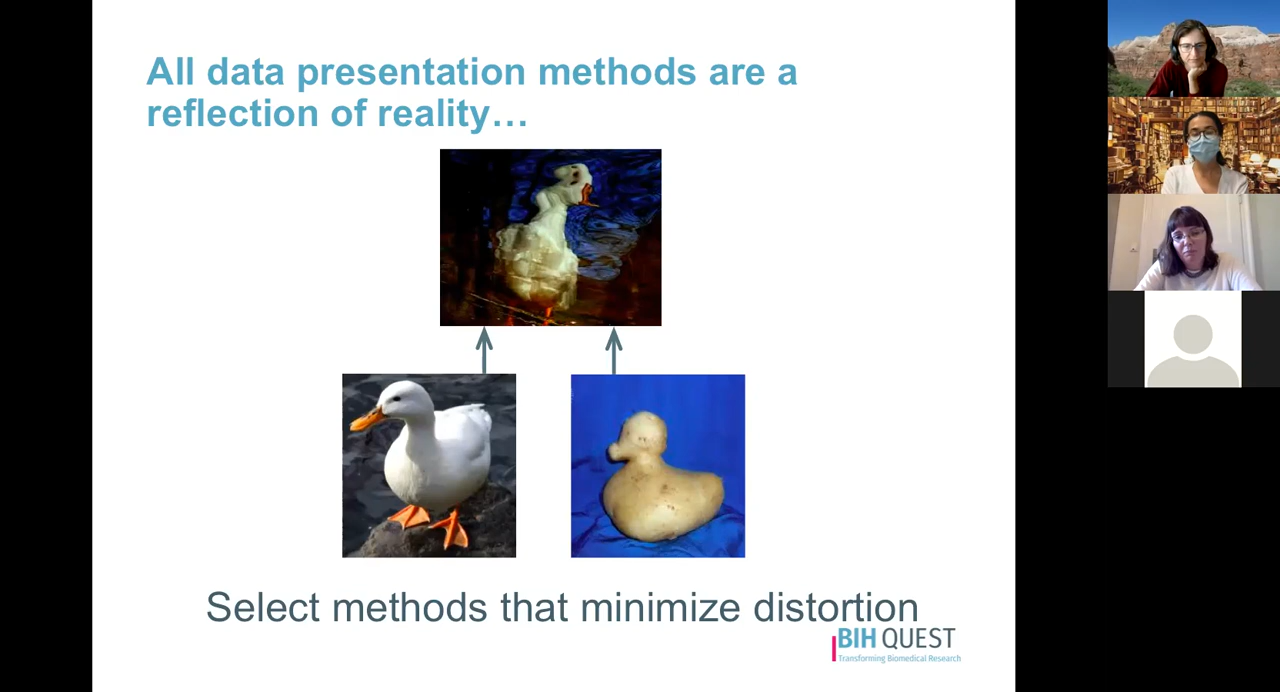 All data presentation methods are a
reflection of reality…
Select methods that minimize distortion
BIH QUEST
Transforming Biomedical Research